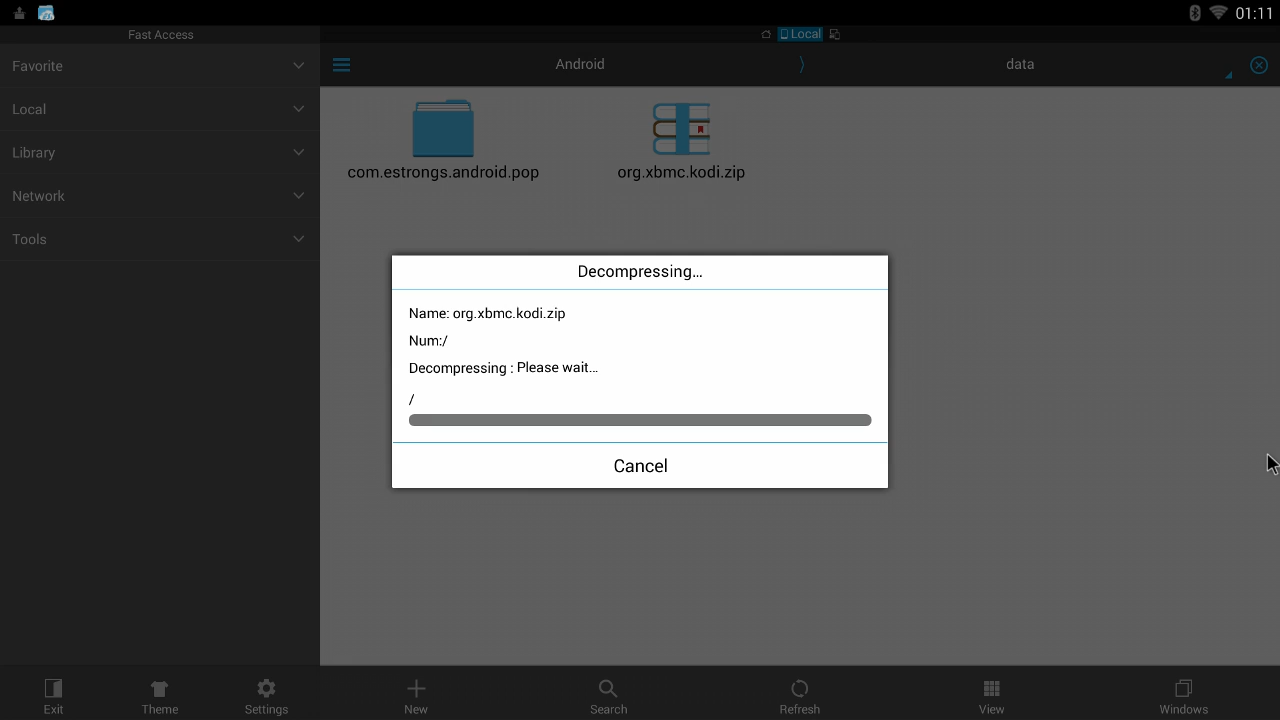 01:11
Fast Access
Local
Favorite
Local
Library
Network
Tools
Android
data
com.estrongs.android.pop
org.xbmc.kodi.zip
Decompressing...
Name: org.xbmc.kodi.zip
Num:/
Decompressing : Please wait...
/
Cancel
Exit
Theme
Settings
New
Search
Refresh
View
Windows